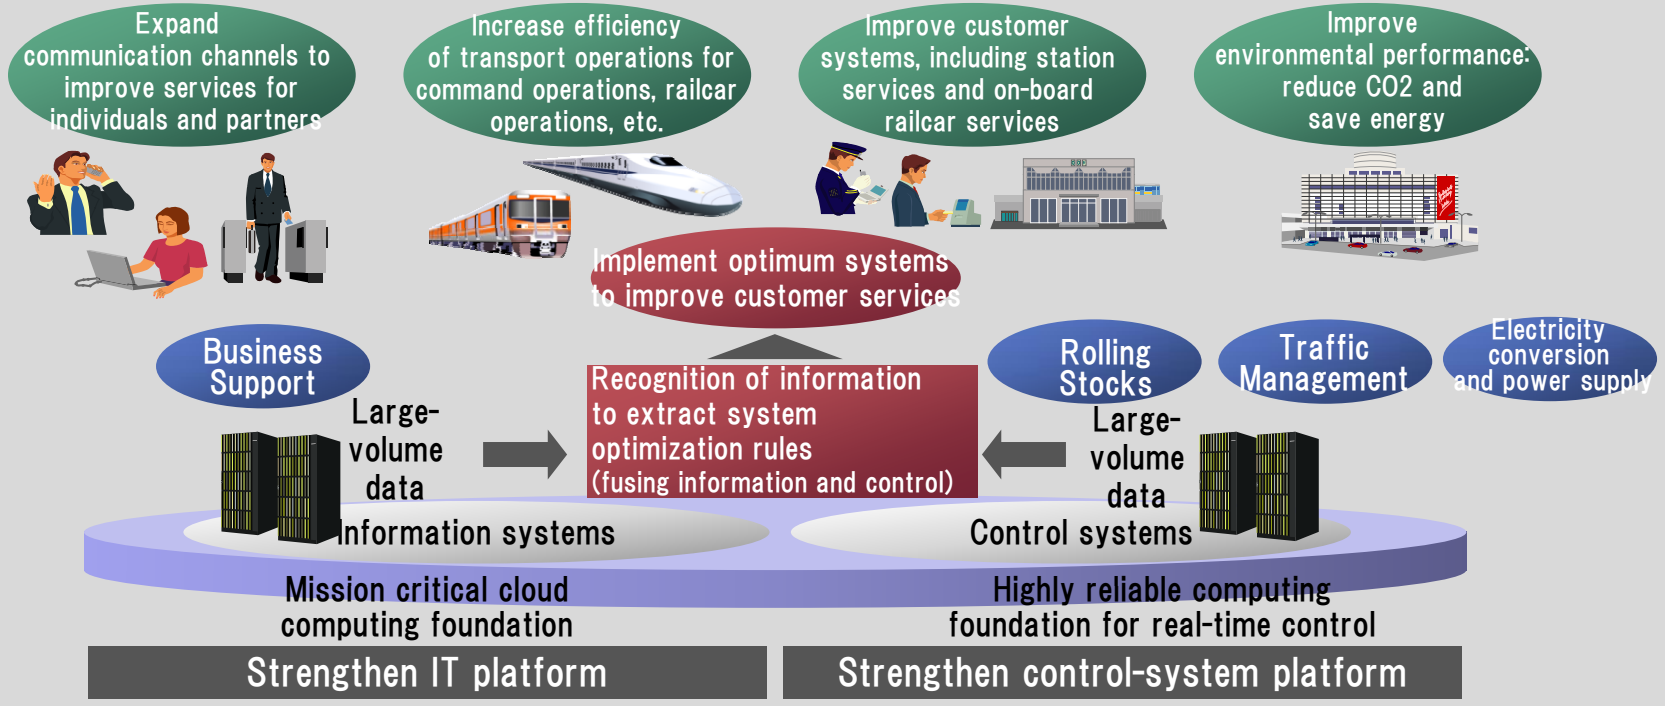 Expand
communication channels to
improve services for
individuals and partners
Increase efficiency
of transport operations for
command operations, railcar
operations, etc.
Improve customer
systems, including station
services and on-board
railcar services
Improve
environmental performance:
reduce CO2 and
save energy
Implement optimum systems
to improve customer services
Business
Support
Rolling
Stocks
Traffic
Management
Electricity
conversion
and power supply
Recognition of information
to extract system
optimization rules
(fusing information and control)
Large-
volume
data
Large-
volume
data
Information systems
Control systems
Mission critical cloud
computing foundation
Highly reliable computing
foundation for real-time control
Strengthen IT platform
Strengthen control-system platform